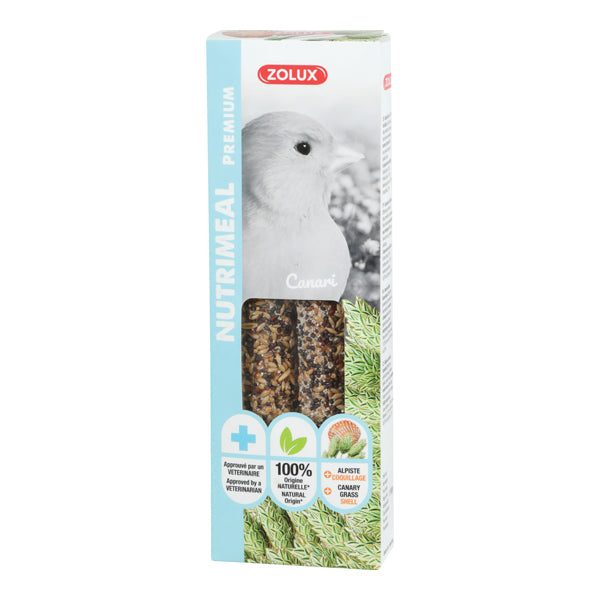 ZOLUX
NUTRIMEAL
PREMIUM
Canari
Approuvé par un
VETERINAIRE
Approved by a
VETERINARIAN
100%
Origine
NATURELLE*
NATURAL
Origin*
ALPISTE
+ COQUILLAGE
CANARY
GRASS
+ SHELL